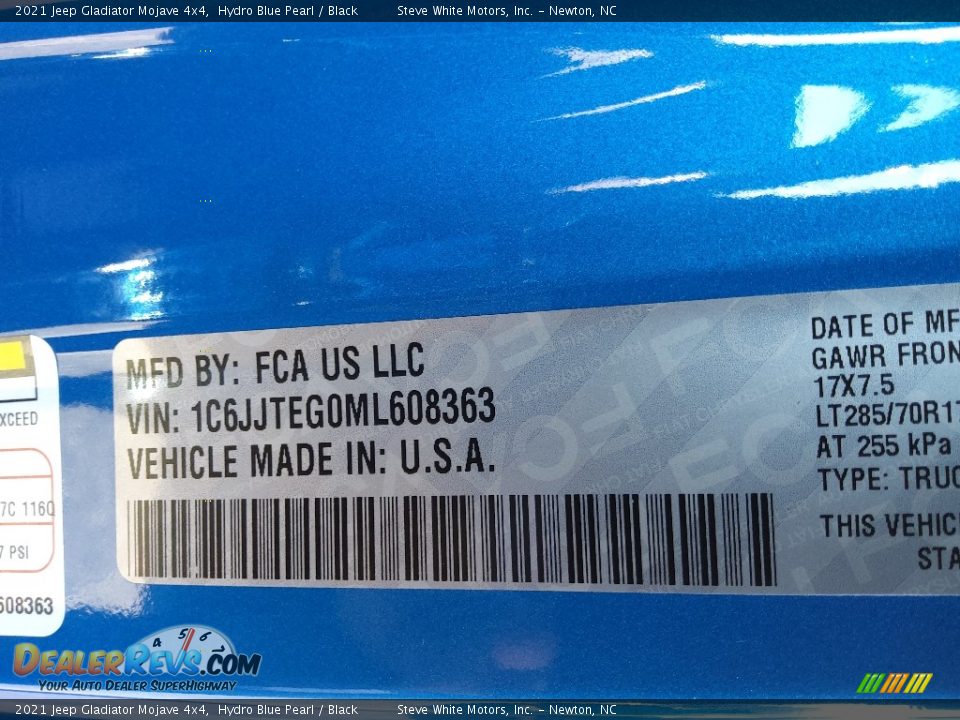 2021 Jeep Gladiator Mojave 4x4, Hydro Blue Pearl / Black Steve White Motors, Inc. - Newton, NC
MFD BY: FCA US LLC
VIN: 1C6JJTEG0ML608363
VEHICLE MADE IN: U.S.A.
DATE OF MF
GAWR FRON
17X7.5
LT285/70R17
AT 255 kPa
TYPE: TRUC
THIS VEHIC
STA
XCEED
7C 116Q
7 PSI
608363
4 5 6
DealerRevs.com
Your Auto Dealer SuperHighway
2021 Jeep Gladiator Mojave 4x4, Hydro Blue Pearl / Black Steve White Motors, Inc. - Newton, NC